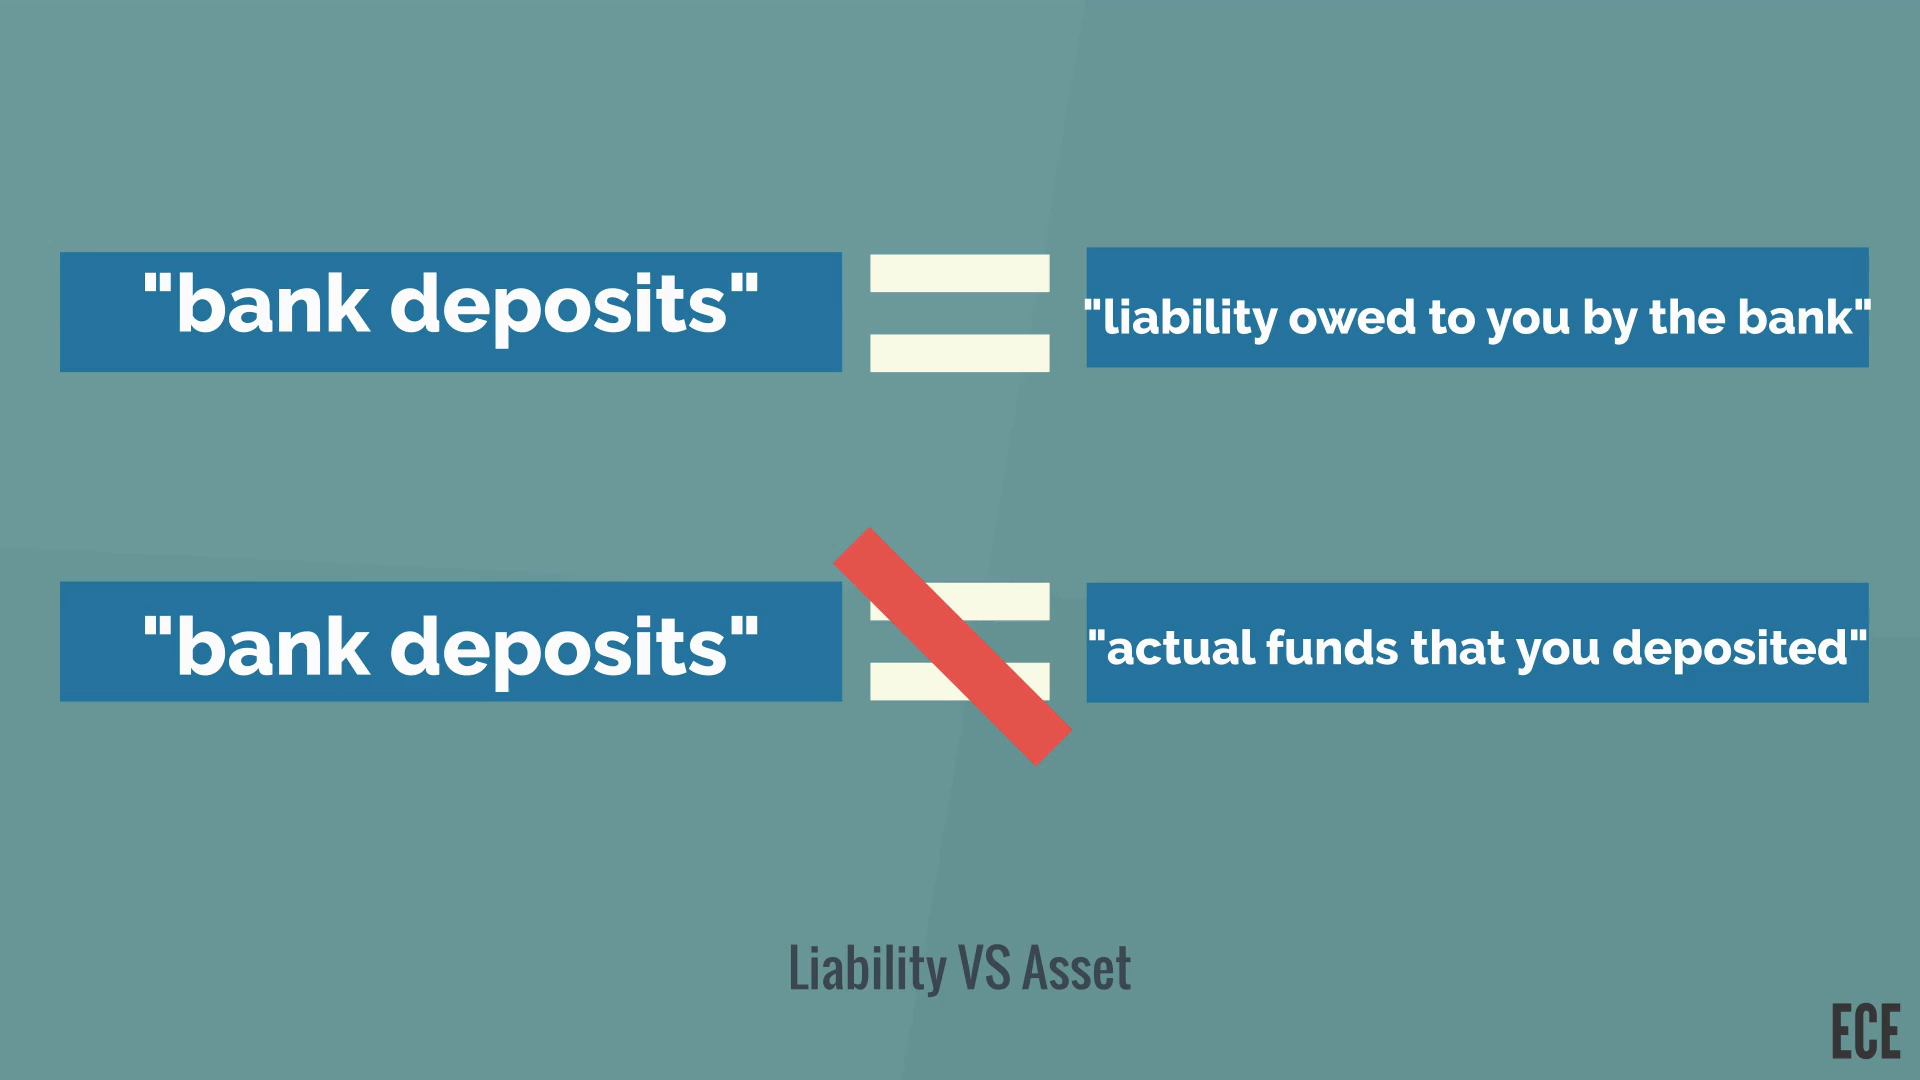 "bank deposits"
"liability owed to you by the bank"
"bank deposits"
"actual funds that you deposited"
Liability VS Asset
ECE